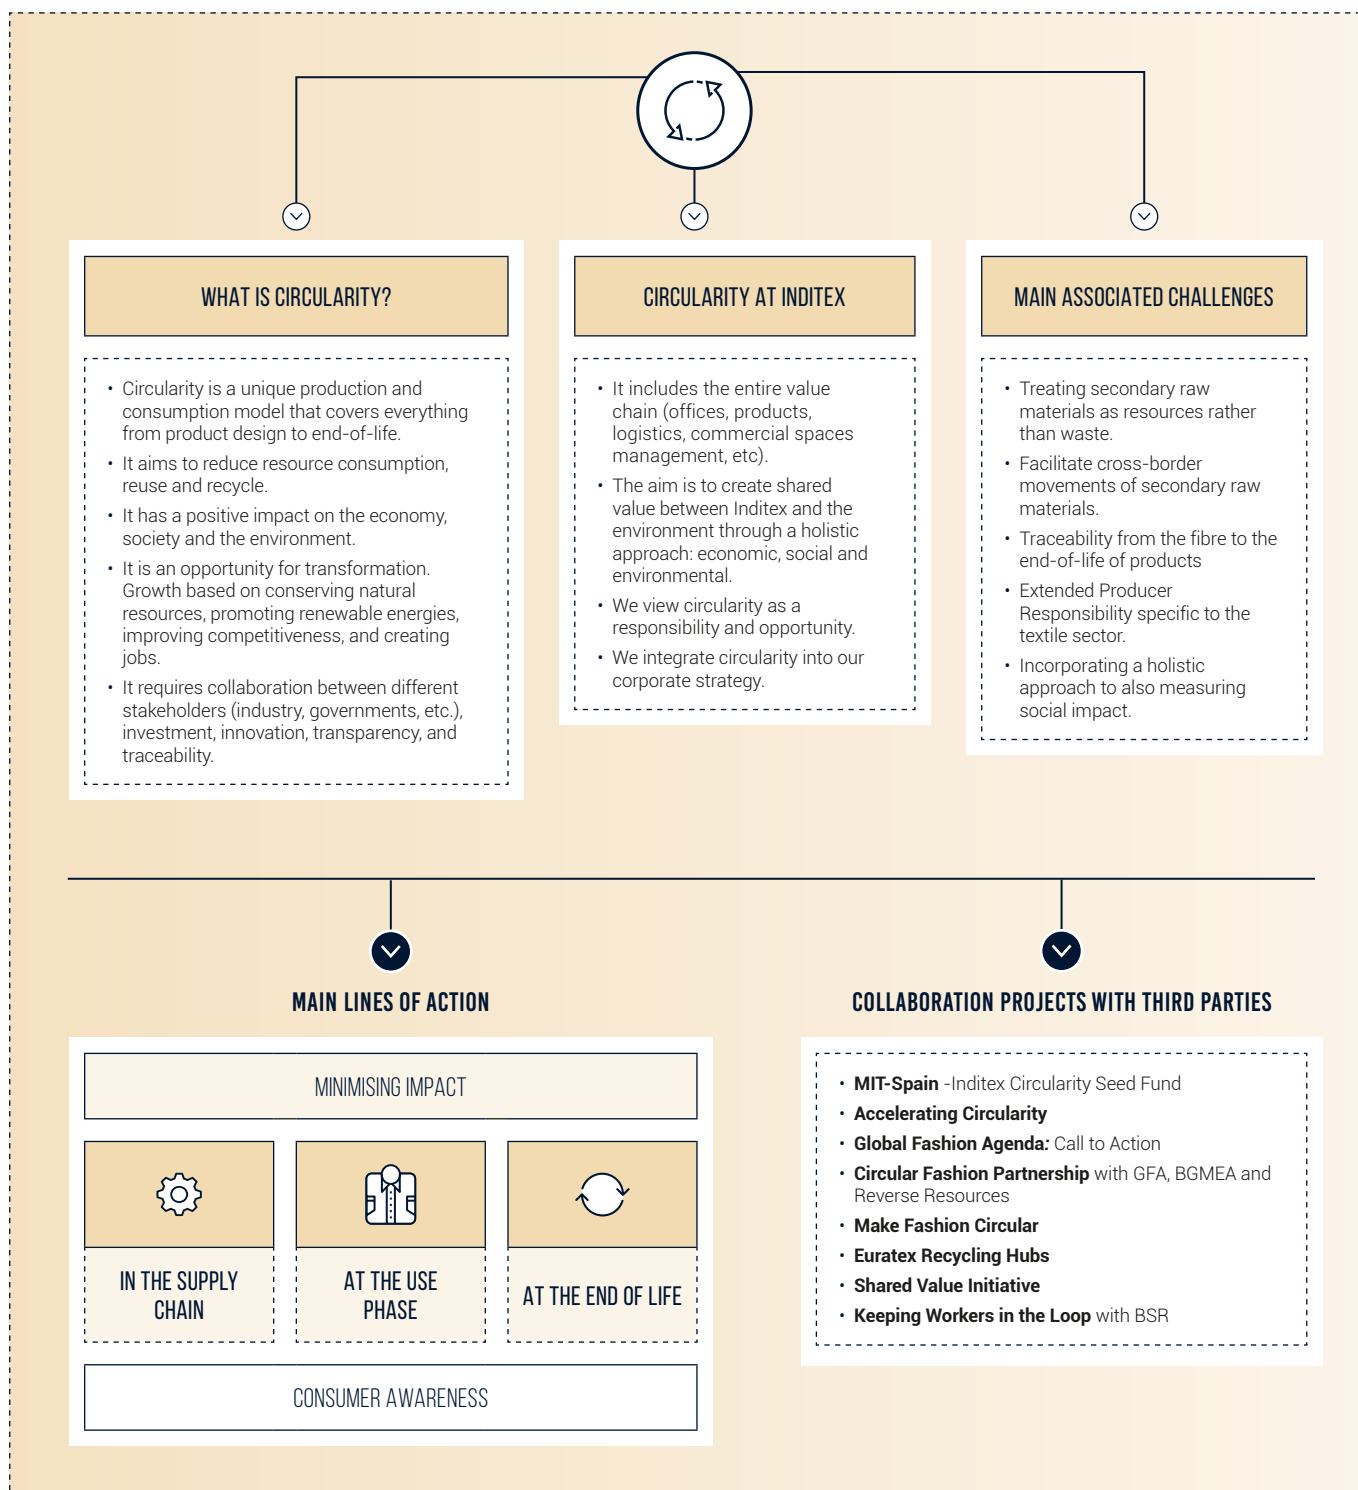 WHAT IS CIRCULARITY?
• Circularity is a unique production and
consumption model that covers everything
from product design to end-of-life.
• It aims to reduce resource consumption,
reuse and recycle.
• It has a positive impact on the economy,
society and the environment.
• It is an opportunity for transformation.
Growth based on conserving natural
resources, promoting renewable energies,
improving competitiveness, and creating
jobs.
• It requires collaboration between different
stakeholders (industry, governments, etc.),
investment, innovation, transparency, and
traceability.
CIRCULARITY AT INDITEX
• It includes the entire value
chain (offices, products,
logistics, commercial spaces
management, etc).
• The aim is to create shared
value between Inditex and the
environment through a holistic
approach: economic, social and
environmental.
• We view circularity as a
responsibility and opportunity.
• We integrate circularity into our
corporate strategy.
MAIN ASSOCIATED CHALLENGES
• Treating secondary raw
materials as resources rather
than waste.
• Facilitate cross-border
movements of secondary raw
materials.
• Traceability from the fibre to the
end-of-life of products
• Extended Producer
Responsibility specific to the
textile sector.
• Incorporating a holistic
approach to also measuring
social impact.
MAIN LINES OF ACTION
MINIMISING IMPACT
IN THE SUPPLY
CHAIN
AT THE USE
PHASE
AT THE END OF LIFE
CONSUMER AWARENESS
COLLABORATION PROJECTS WITH THIRD PARTIES
• MIT-Spain -Inditex Circularity Seed Fund
• Accelerating Circularity
• Global Fashion Agenda: Call to Action
• Circular Fashion Partnership with GFA, BGMEA and
Reverse Resources
• Make Fashion Circular
• Euratex Recycling Hubs
• Shared Value Initiative
• Keeping Workers in the Loop with BSR